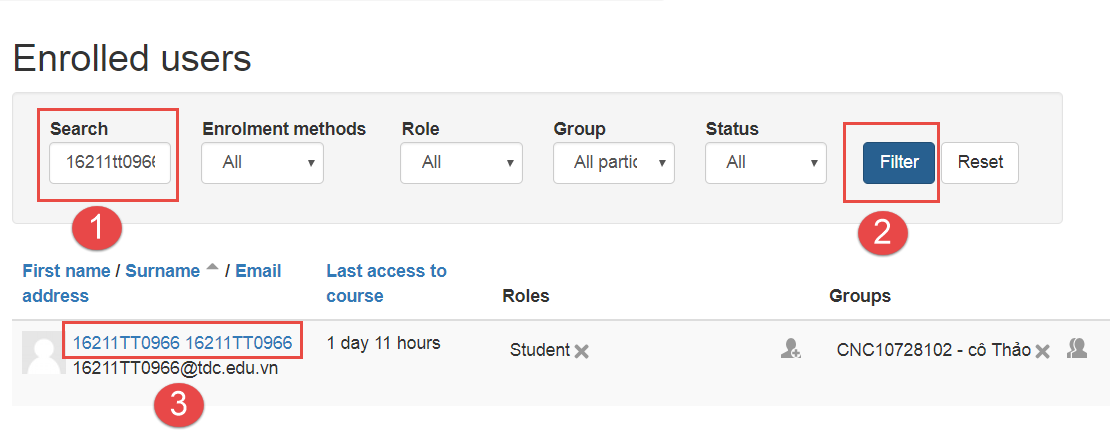 Enrolled users
Search Enrolment methods Role Group Status
16211tt0966 All All All partic All Filter Reset
1 2
First name / Surname / Email address Last access to course Roles Groups
16211TT0966 16211TT0966 1 day 11 hours Student CNC10728102 - cô Thảo
16211TT0966@tdc.edu.vn
3